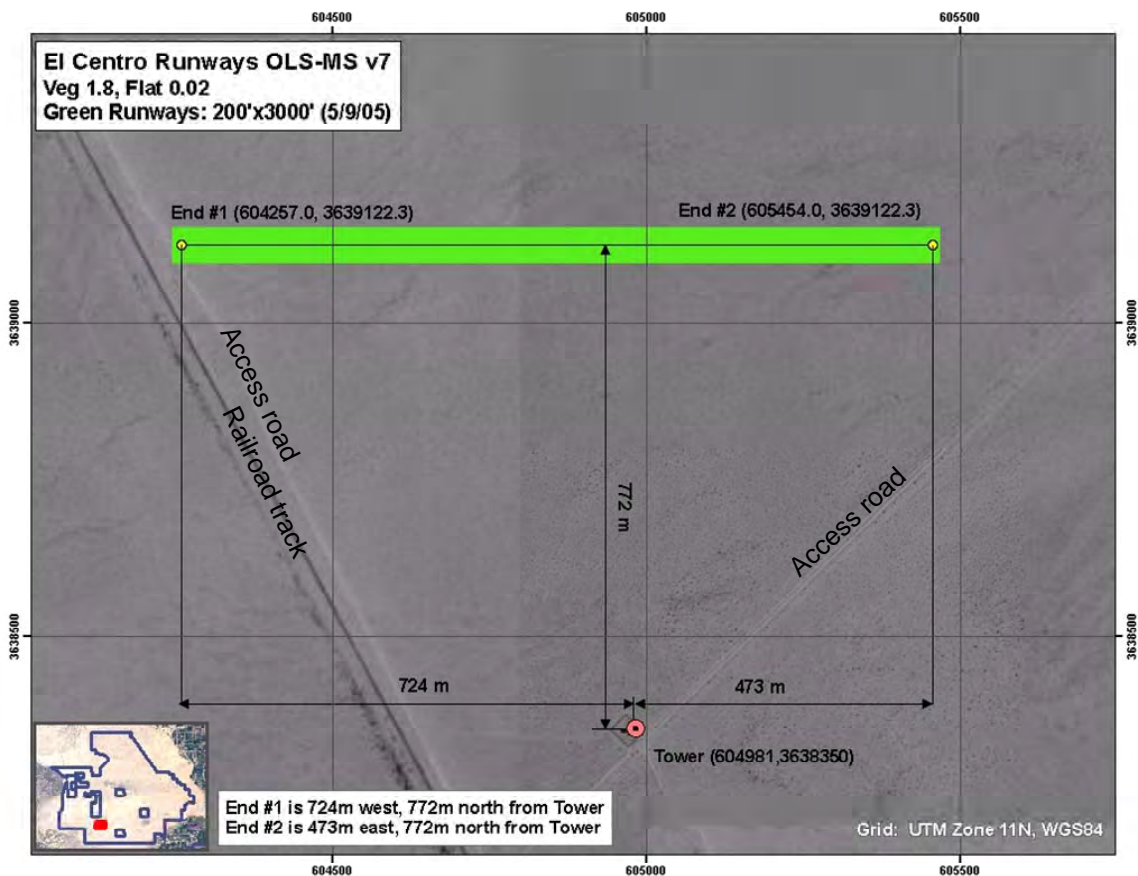 604500
605000
605500
El Centro Runways OLS-MS v7
Veg 1.8, Flat 0.02
Green Runways: 200'x3000' (5/9/05)
End #1 (604257.0, 3639122.3)
End #2 (605454.0, 3639122.3)
3639000
3639000
Access road
Railroad track
772 m
Access road
3638500
3638500
724 m
473 m
Tower (604981,3638350)
End #1 is 724m west, 772m north from Tower
End #2 is 473m east, 772m north from Tower
Grid: UTM Zone 11N, WGS84
604500
605000
605500